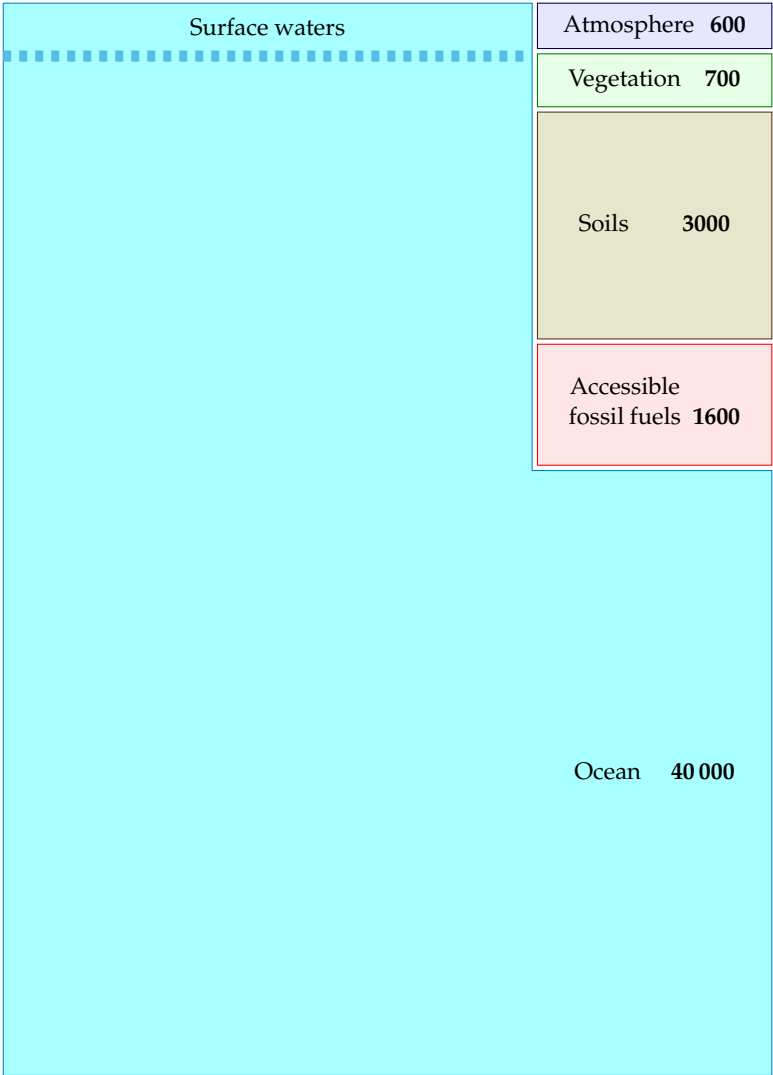 Surface waters
Atmosphere 600
Vegetation 700
Soils 3000
Accessible
fossil fuels 1600
Ocean 40 000